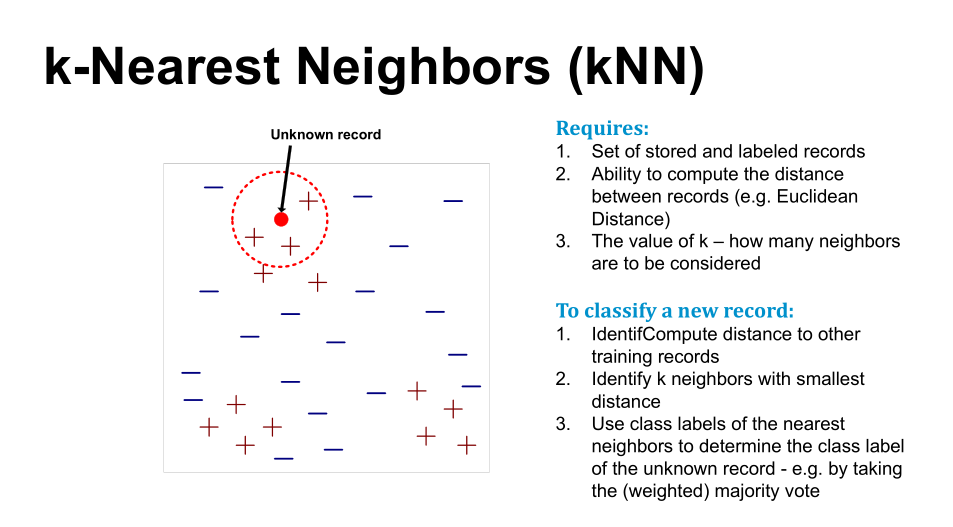 k-Nearest Neighbors (kNN)
Unknown record
Requires:
1. Set of stored and labeled records
2. Ability to compute the distance
between records (e.g. Euclidean
Distance)
3. The value of k – how many neighbors
are to be considered
To classify a new record:
1. IdentifCompute distance to other
training records
2. Identify k neighbors with smallest
distance
3. Use class labels of the nearest
neighbors to determine the class label
of the unknown record - e.g. by taking
the (weighted) majority vote